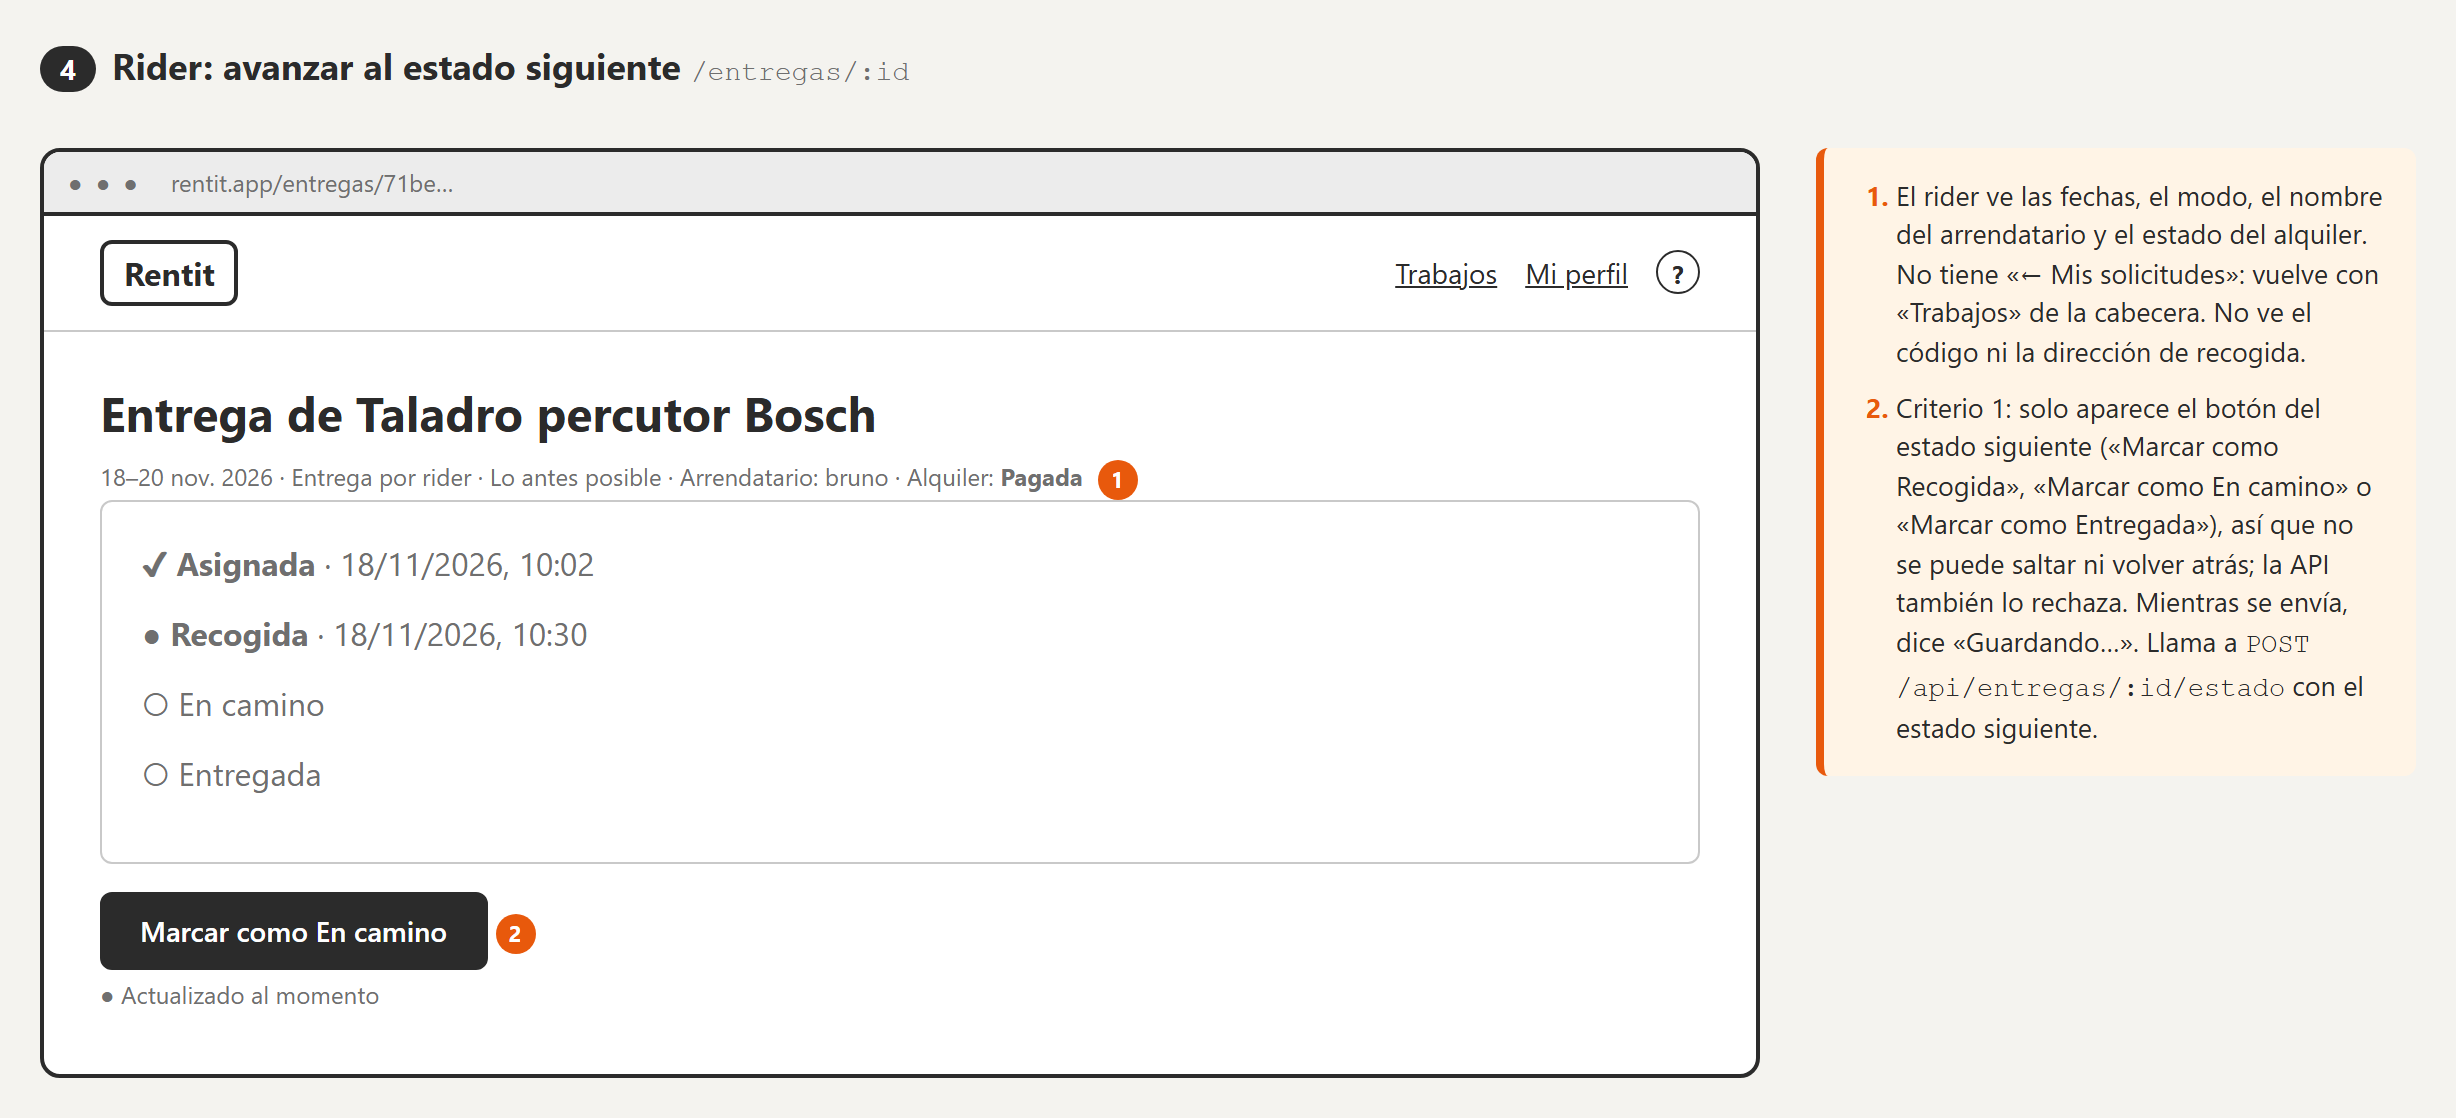 4 Rider: avanzar al estado siguiente /entregas/:id
rentit.app/entregas/71be...
Rentit
Trabajos Mi perfil ?
Entrega de Taladro percutor Bosch
18–20 nov. 2026 · Entrega por rider · Lo antes posible · Arrendatario: bruno · Alquiler: Pagada 1
✓ Asignada · 18/11/2026, 10:02
● Recogida · 18/11/2026, 10:30
○ En camino
○ Entregada
Marcar como En camino 2
● Actualizado al momento
1. El rider ve las fechas, el modo, el nombre
del arrendatario y el estado del alquiler.
No tiene «← Mis solicitudes»: vuelve con
«Trabajos» de la cabecera. No ve el
código ni la dirección de recogida.
2. Criterio 1: solo aparece el botón del
estado siguiente («Marcar como
Recogida», «Marcar como En camino» o
«Marcar como Entregada»), así que no
se puede saltar ni volver atrás; la API
también lo rechaza. Mientras se envía,
dice «Guardando...». Llama a POST
/api/entregas/:id/estado con el
estado siguiente.